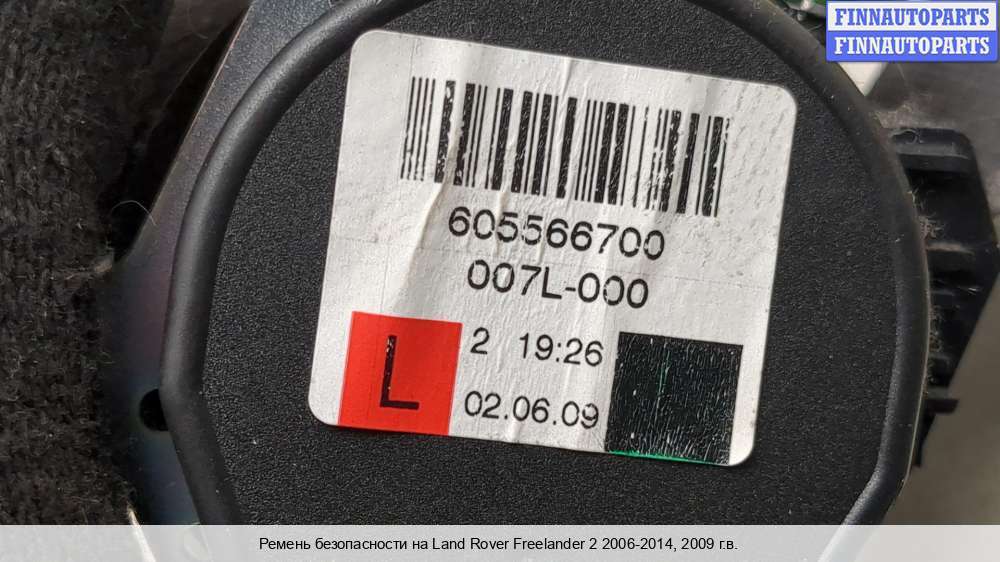 FINNAUTOPARTS
FINNAUTOPARTS
605566700
007L-000
L
2 19:26
02.06.09
Ремень безопасности на Land Rover Freelander 2 2006-2014, 2009 г.в.